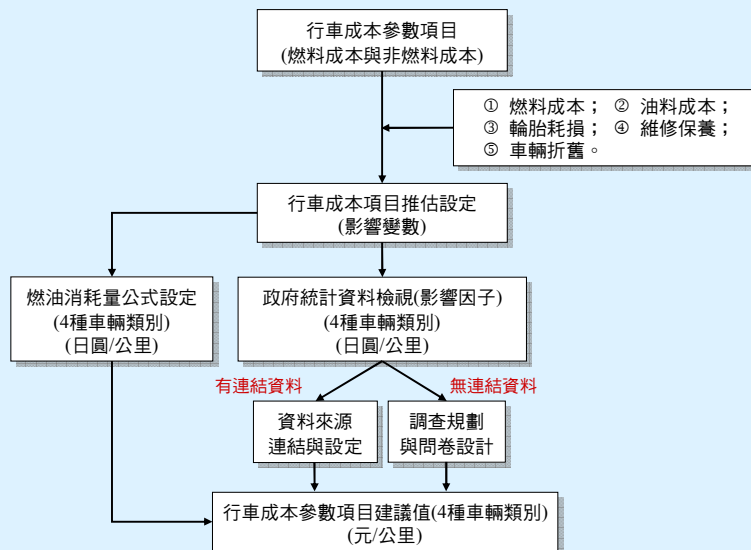 行車成本參數項目
(燃料成本與非燃料成本)
① 燃料成本； ② 油料成本；
③ 輪胎耗損； ④ 維修保養；
⑤ 車輛折舊。
行車成本項目推估設定
(影響變數)
燃油消耗量公式設定
(4種車輛類別)
(日圓/公里)
政府統計資料檢視(影響因子)
(4種車輛類別)
(日圓/公里)
有連結資料
無連結資料
資料來源
連結與設定
調查規劃
與問卷設計
行車成本參數項目建議值(4種車輛類別)
(元/公里)